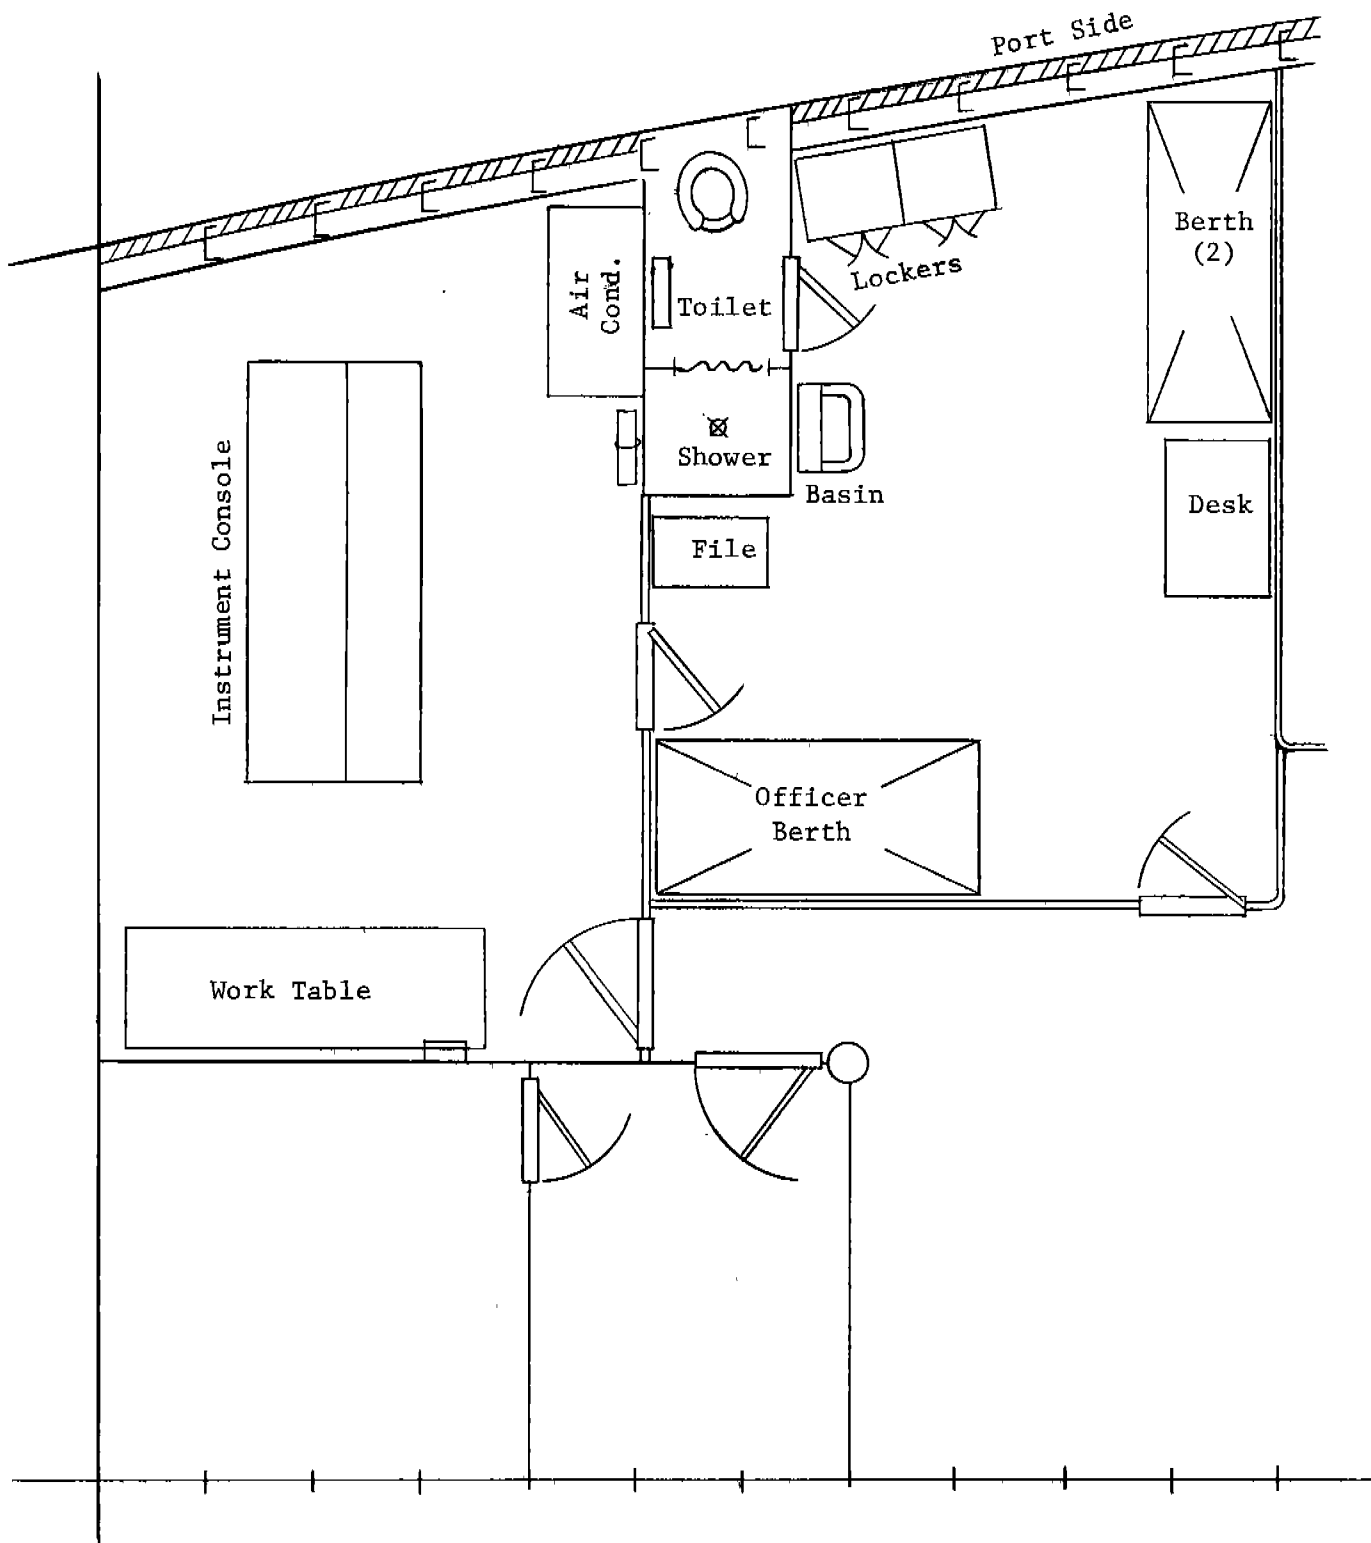 Port Side
Berth
(2)
Lockers
Air
Cond.
Toilet
Shower
Basin
Desk
File
Instrument Console
Officer
Berth
Work Table